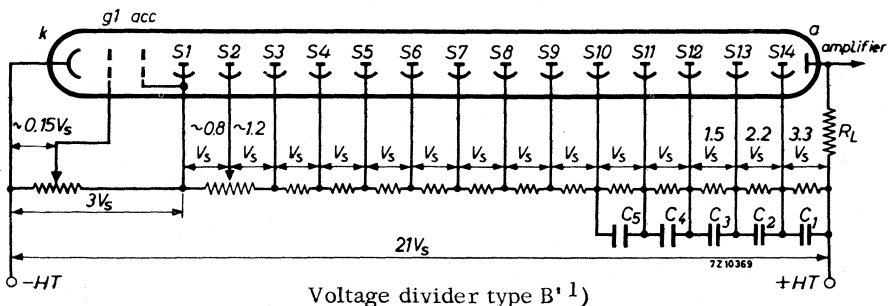 g1 acc
k S1 S2 S3 S4 S5 S6 S7 S8 S9 S10 S11 S12 S13 S14 a
amplifier
~0.15Vs ~0.8 ~1.2 1.5 2.2 3.3 RL
Vs Vs Vs Vs Vs Vs Vs Vs Vs Vs Vs Vs Vs Vs
3Vs
C5 C4 C3 C2 C1
21Vs
7Z10369
-HT +HT
Voltage divider type B' 1)